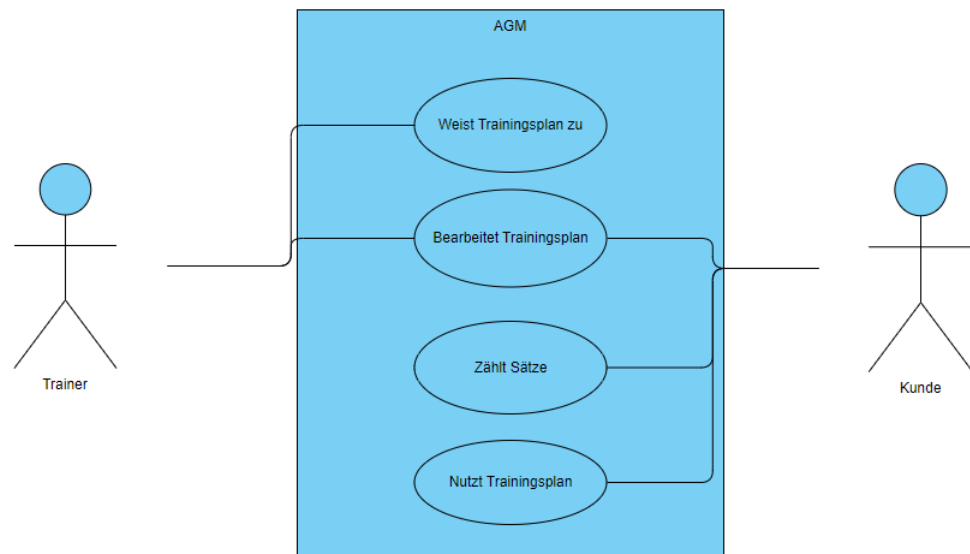 AGM
Weist Trainingsplan zu
Bearbeitet Trainingsplan
Zählt Sätze
Trainer
Kunde
Nutzt Trainingsplan